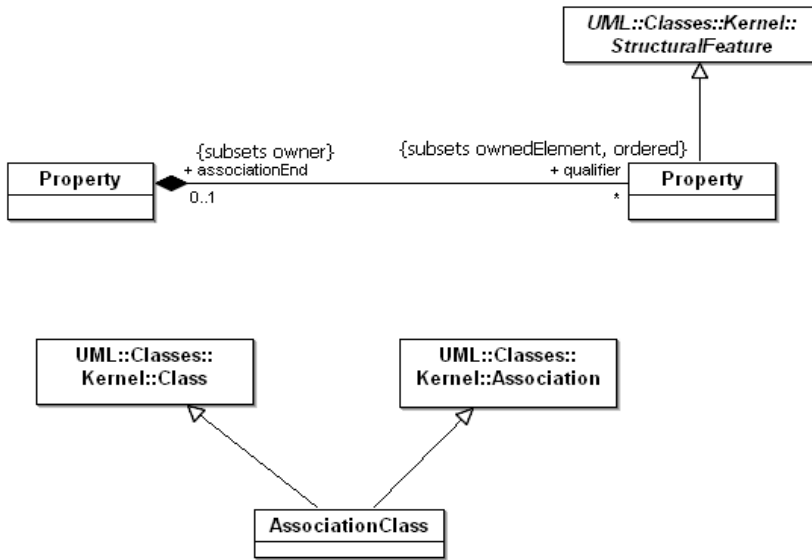 UML::Classes::Kernel::
StructuralFeature
{subsets owner}
{subsets ownedElement, ordered}
Property
+ associationEnd
+ qualifier
Property
0..1
*
UML::Classes::
Kernel::Class
UML::Classes::
Kernel::Association
AssociationClass